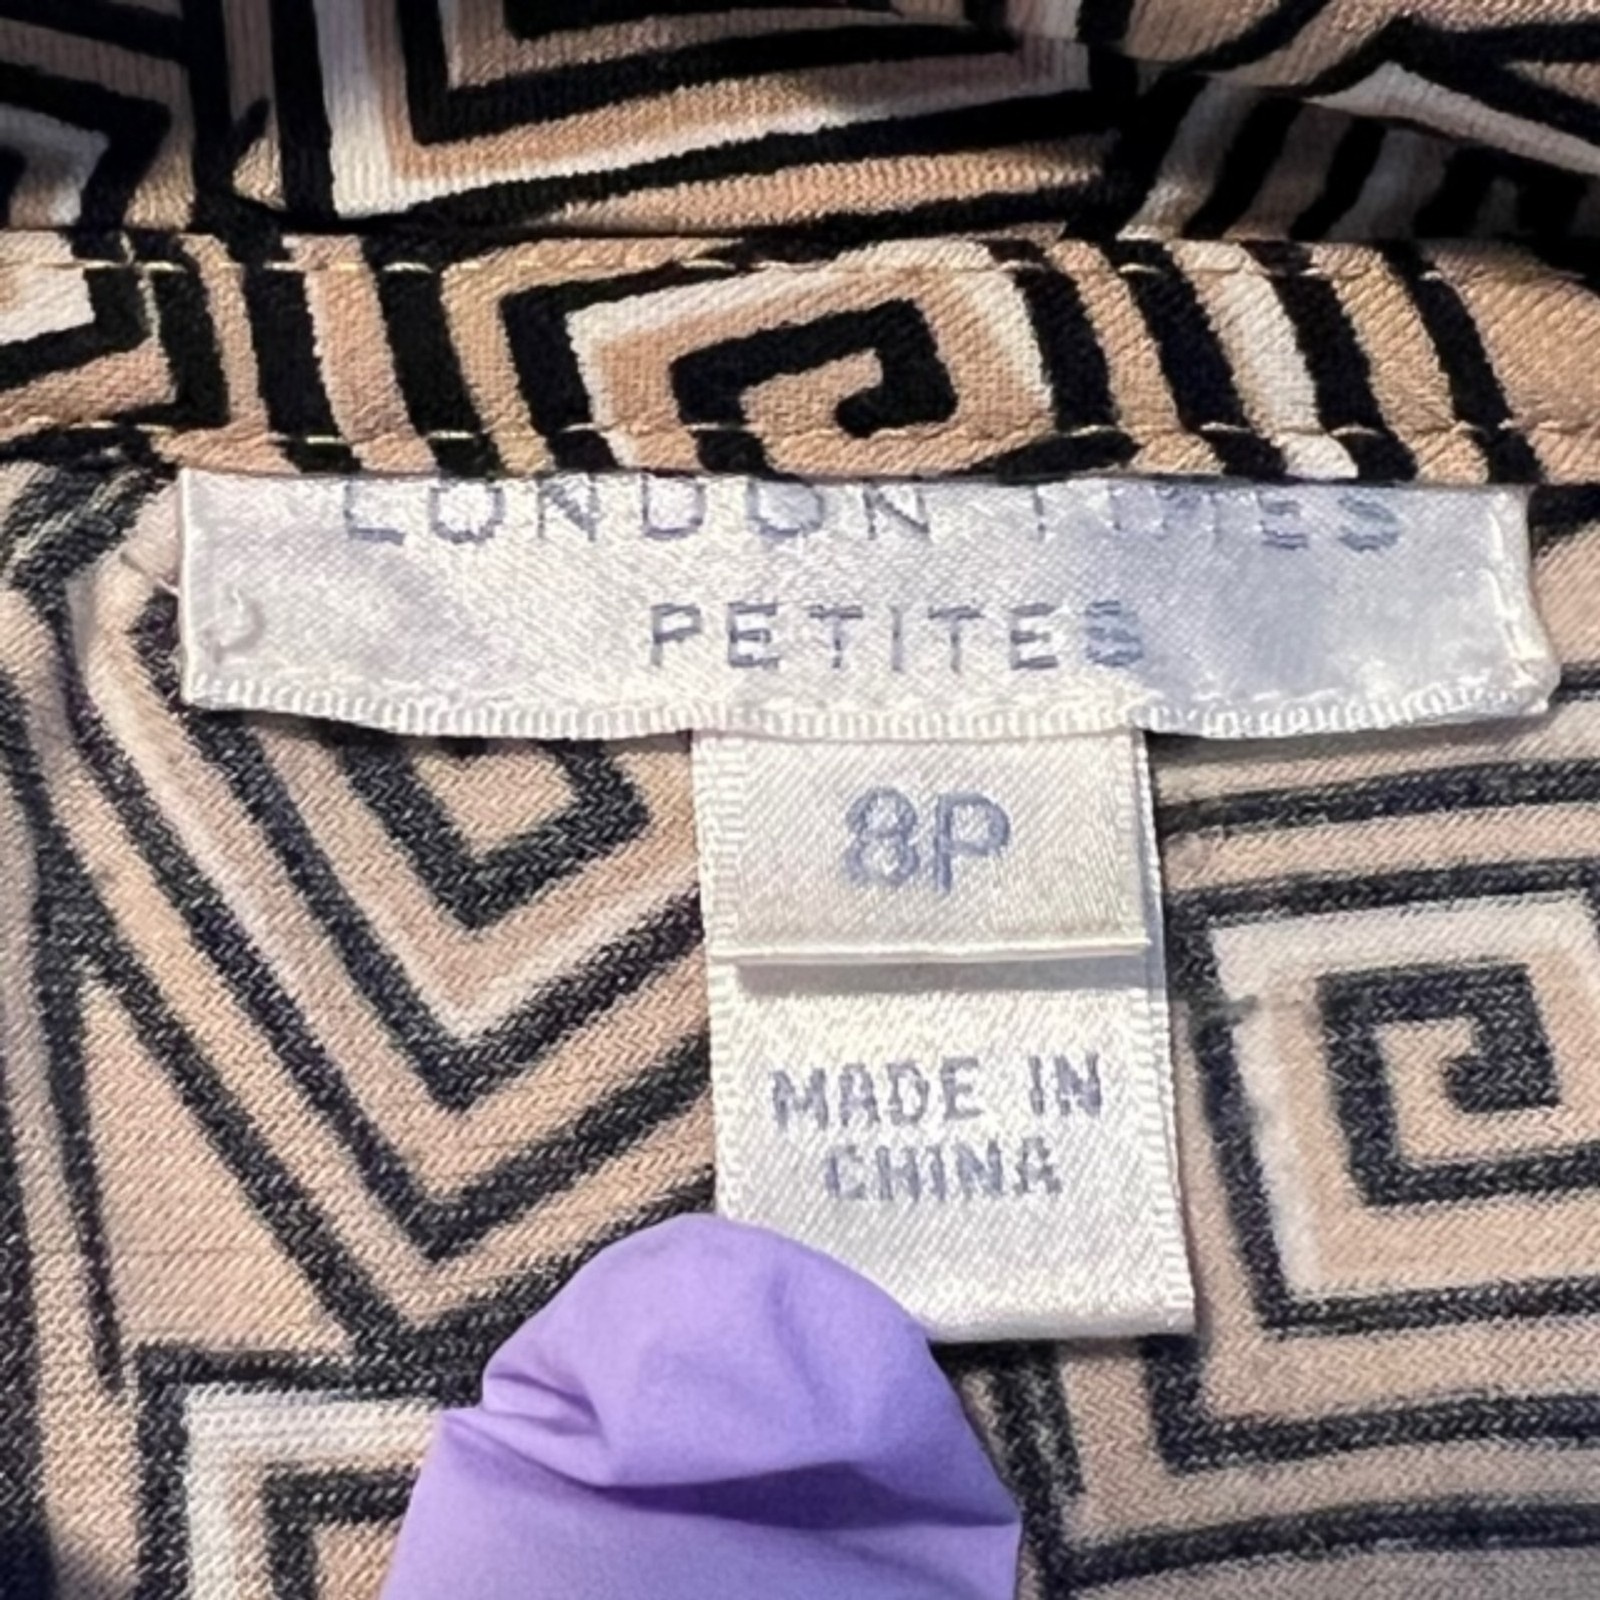 LONDON TIMES
PETITES
8P
MADE IN
CHINA